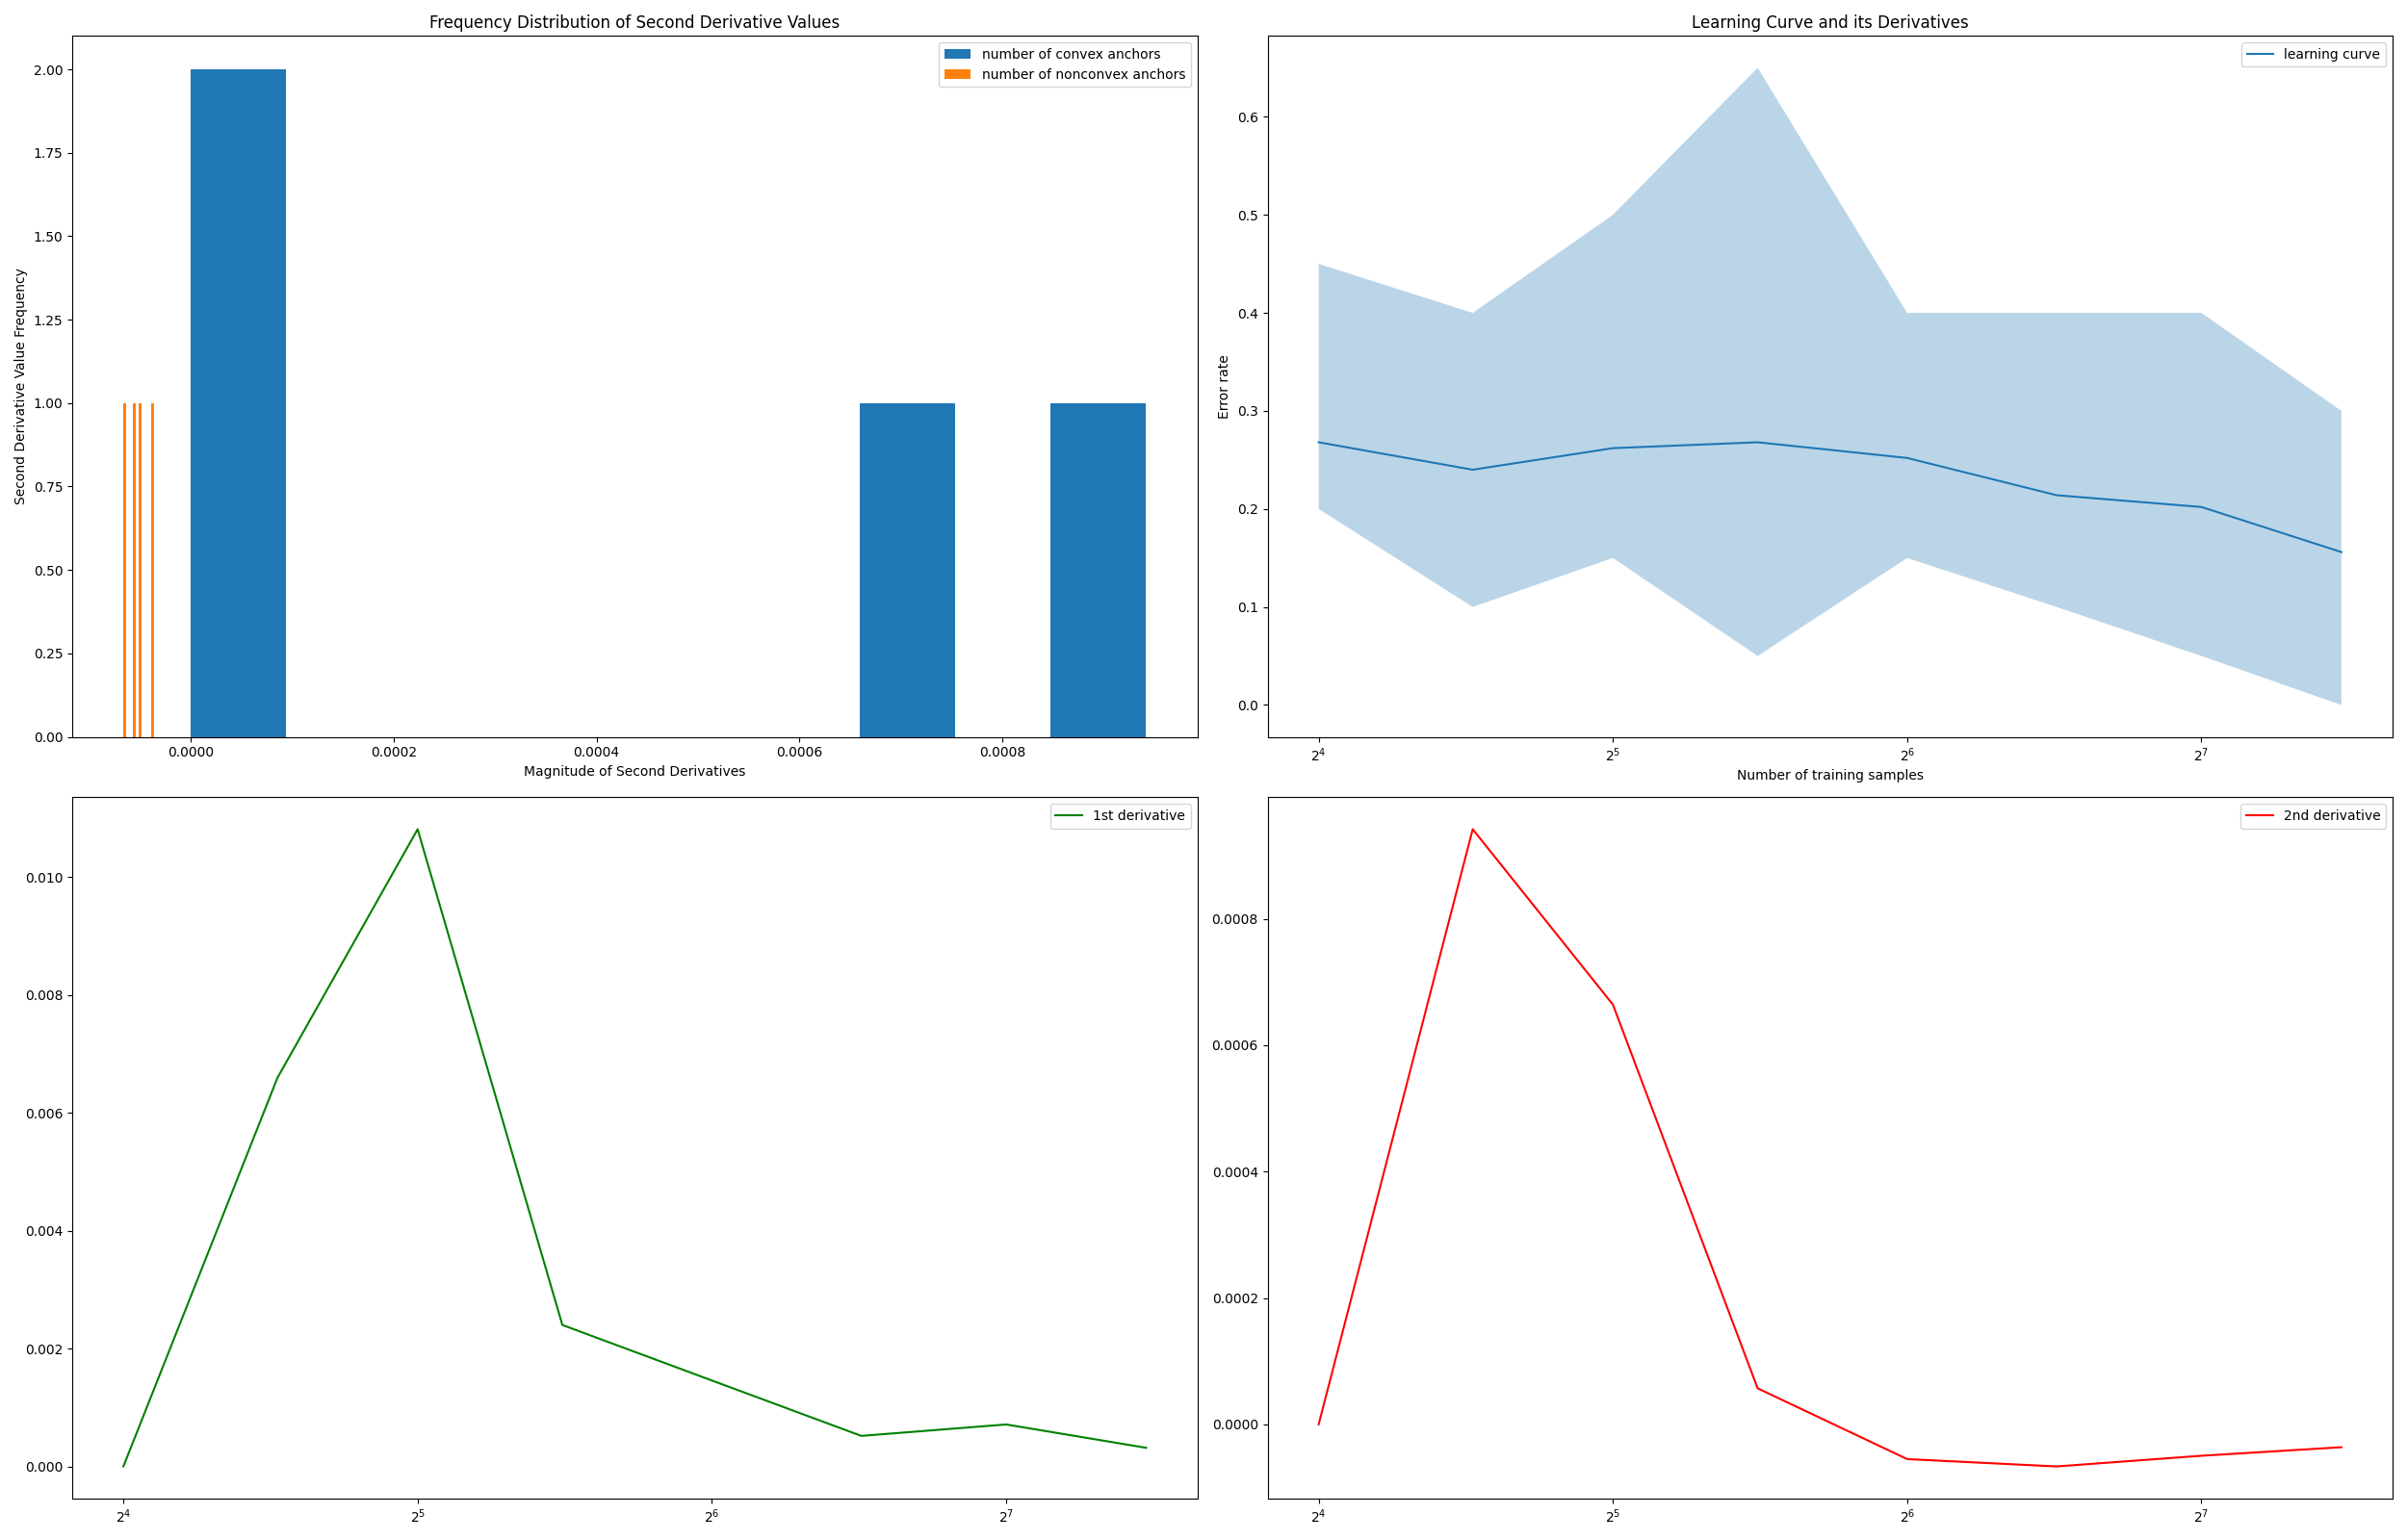 Frequency Distribution of Second Derivative Values
number of convex anchors
number of nonconvex anchors
2.00
1.75
1.50
1.25
1.00
0.75
0.50
0.25
0.00
Second Derivative Value Frequency
0.0000 0.0002 0.0004 0.0006 0.0008
Magnitude of Second Derivatives
Learning Curve and its Derivatives
learning curve
0.6
0.5
0.4
0.3
0.2
0.1
0.0
Error rate
2⁴ 2⁵ 2⁶ 2⁷
Number of training samples
1st derivative
0.010
0.008
0.006
0.004
0.002
0.000
2⁴ 2⁵ 2⁶ 2⁷
2nd derivative
0.0008
0.0006
0.0004
0.0002
0.0000
2⁴ 2⁵ 2⁶ 2⁷